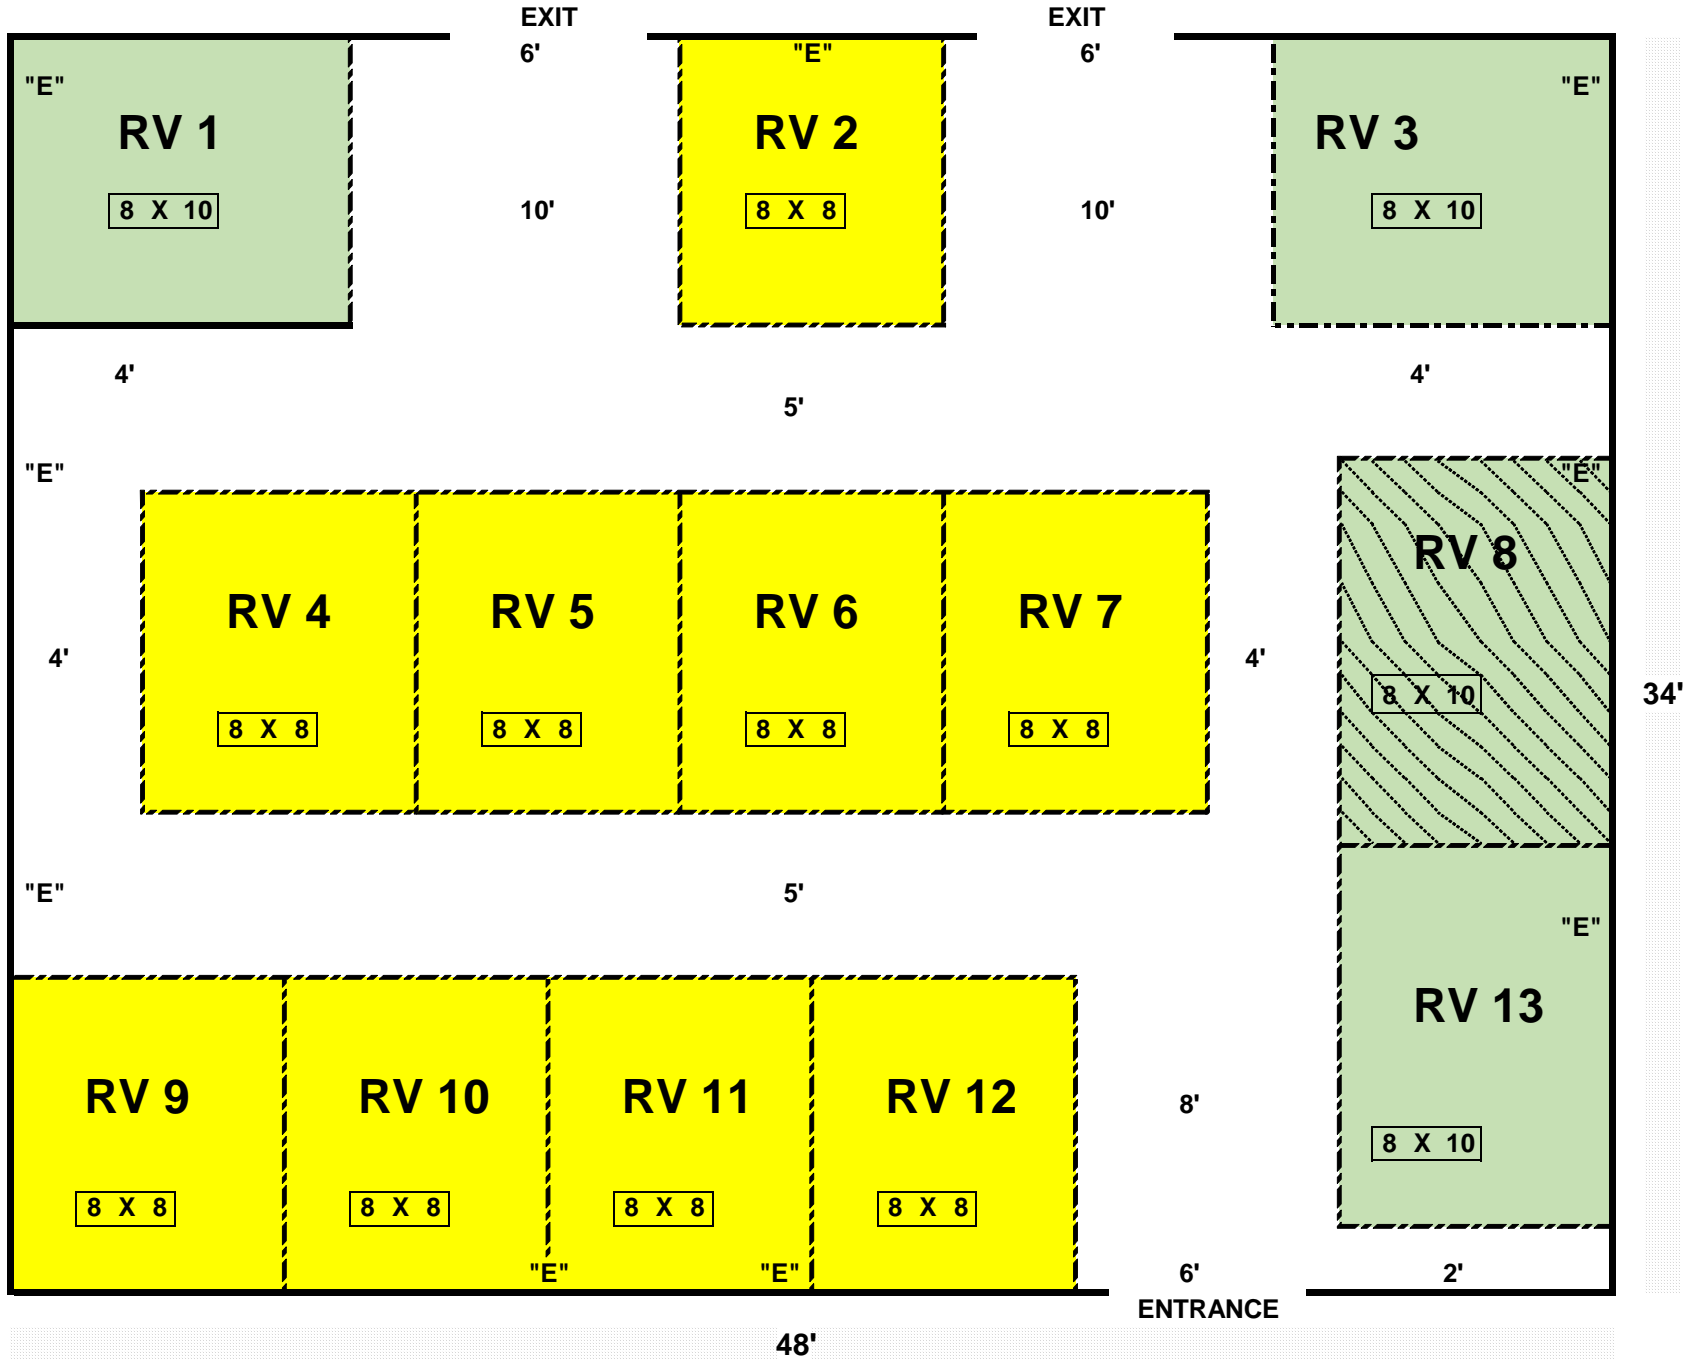 EXIT EXIT
6' "E" 6'
"E" "E"
RV 1 RV 2 RV 3
8 X 10 10' 8 X 8 10' 8 X 10
4' 4'
5'
"E" "E"
RV 8
RV 4 RV 5 RV 6 RV 7
4' 4'
8 X 10 34'
8 X 8 8 X 8 8 X 8 8 X 8
"E" 5'
"E"
RV 13
RV 9 RV 10 RV 11 RV 12 8'
8 X 10
8 X 8 8 X 8 8 X 8 8 X 8
"E" "E" 6' 2'
ENTRANCE
48'